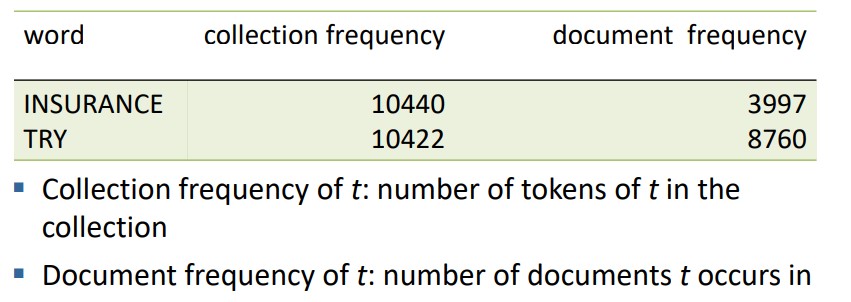 word collection frequency document frequency
INSURANCE 10440 3997
TRY 10422 8760
▪ Collection frequency of t: number of tokens of t in the
collection
▪ Document frequency of t: number of documents t occurs in